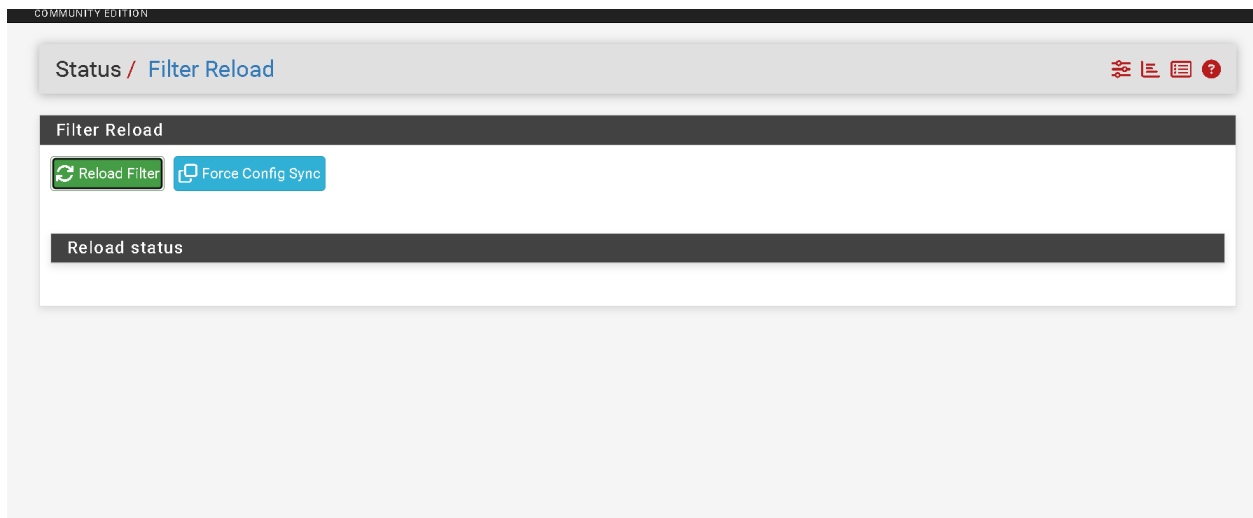 COMMUNITY EDITION
Status / Filter Reload
Filter Reload
Reload Filter
Force Config Sync
Reload status